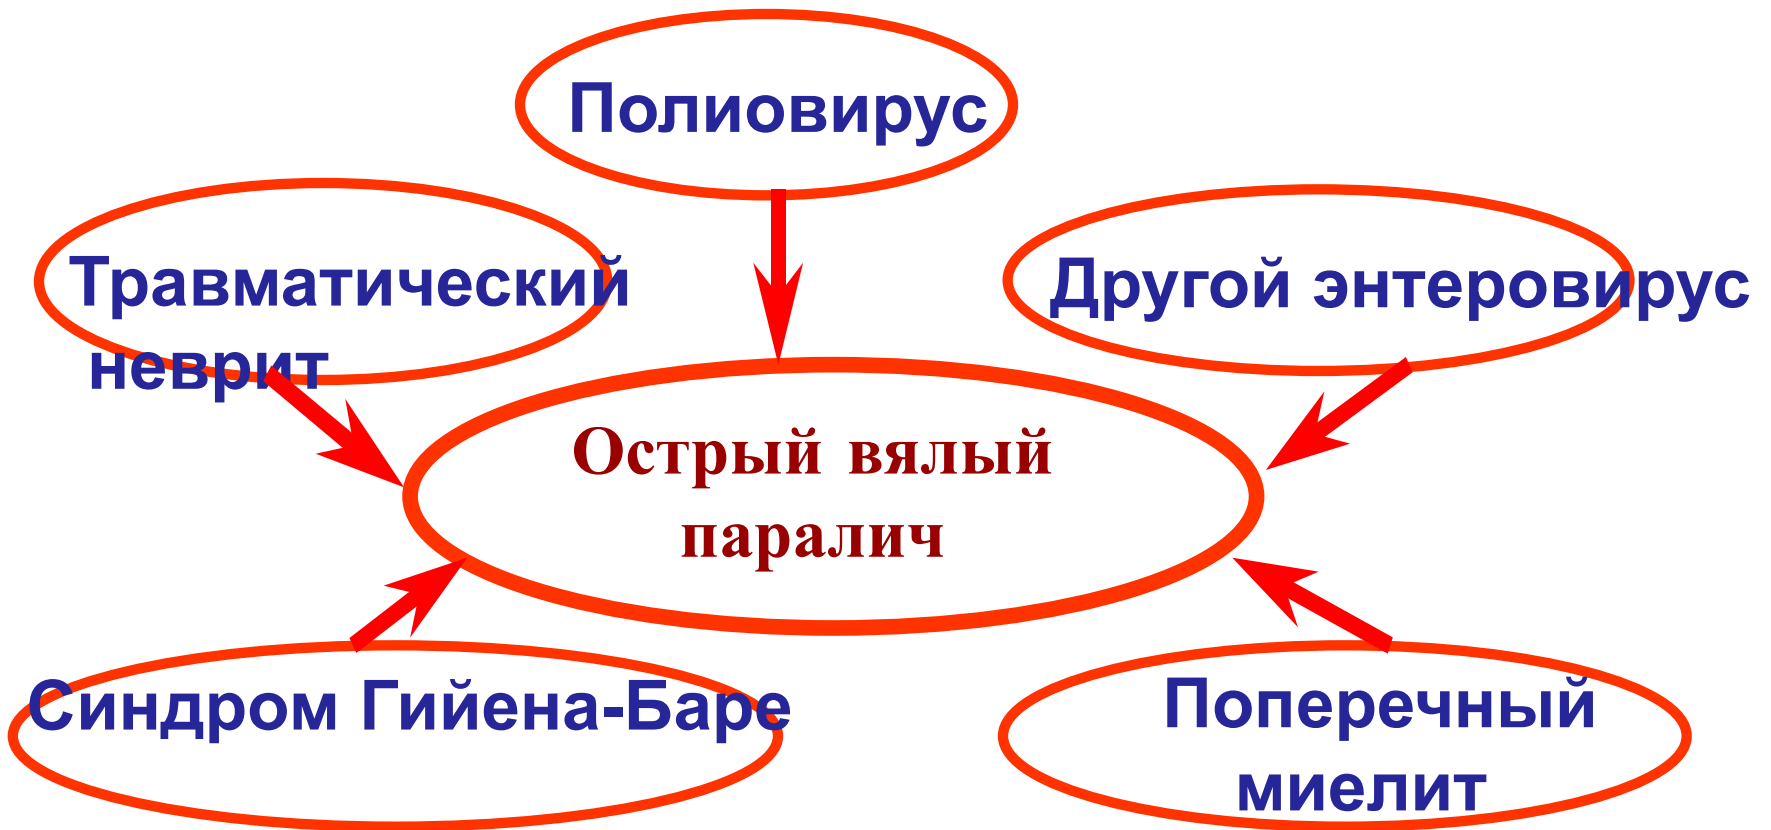 Полиовирус
Травматический
неврит
Другой энтеровирус
Острый вялый
паралич
Синдром Гийена-Баре
Поперечный
миелит